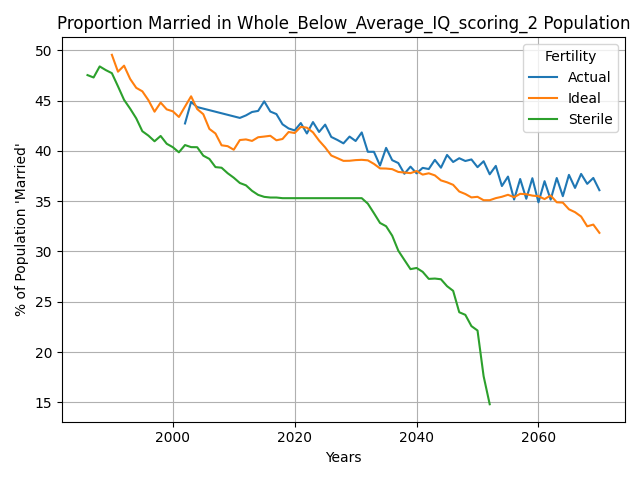 Proportion Married in Whole_Below_Average_IQ_scoring_2 Population
% of Population 'Married'
50
45
40
35
30
25
20
15
Fertility
Actual
Ideal
Sterile
2000
2020
2040
2060
Years